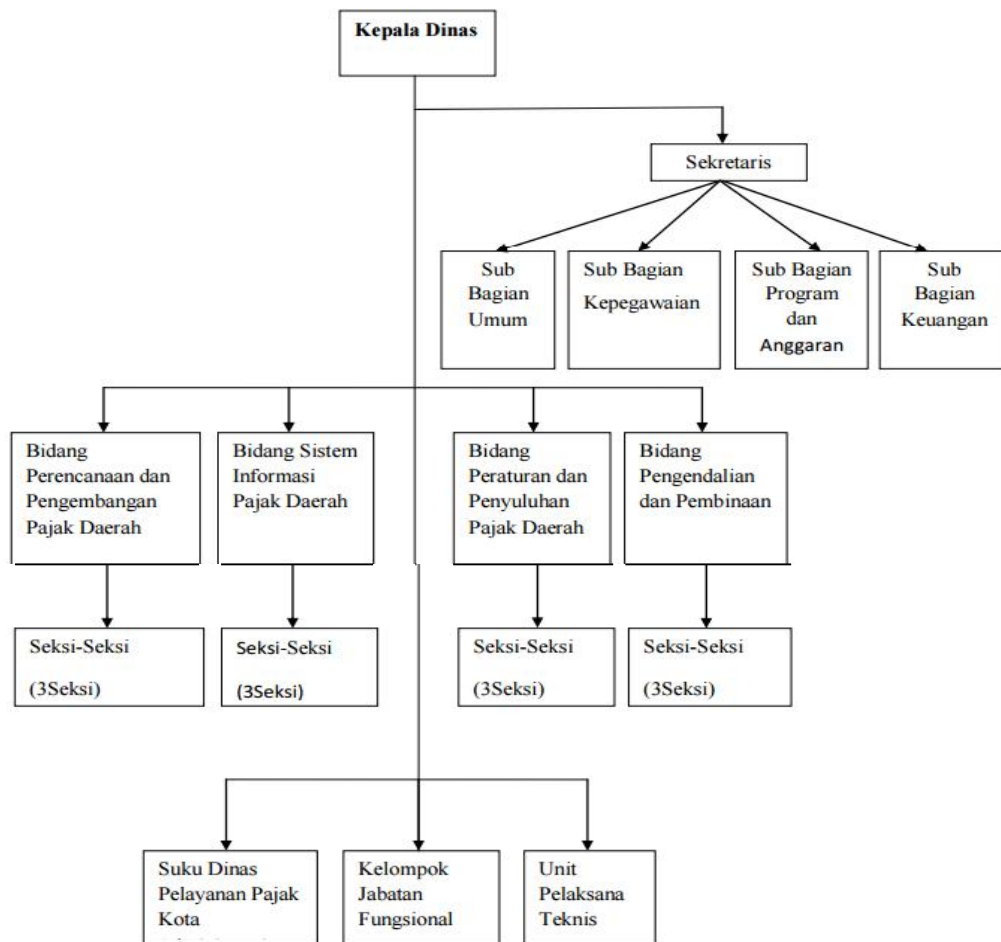 Kepala Dinas
Sekretaris
Sub
Bagian
Umum
Sub Bagian
Kepegawaian
Sub Bagian
Program
dan
Anggaran
Sub
Bagian
Keuangan
Bidang
Perencanaan dan
Pengembangan
Pajak Daerah
Bidang Sistem
Informasi
Pajak Daerah
Bidang
Peraturan dan
Penyuluhan
Pajak Daerah
Bidang
Pengendalian
dan Pembinaan
Seksi-Seksi
(3Seksi)
Seksi-Seksi
(3Seksi)
Seksi-Seksi
(3Seksi)
Seksi-Seksi
(3Seksi)
Suku Dinas
Pelayanan Pajak
Kota
Kelompok
Jabatan
Fungsional
Unit
Pelaksana
Teknis